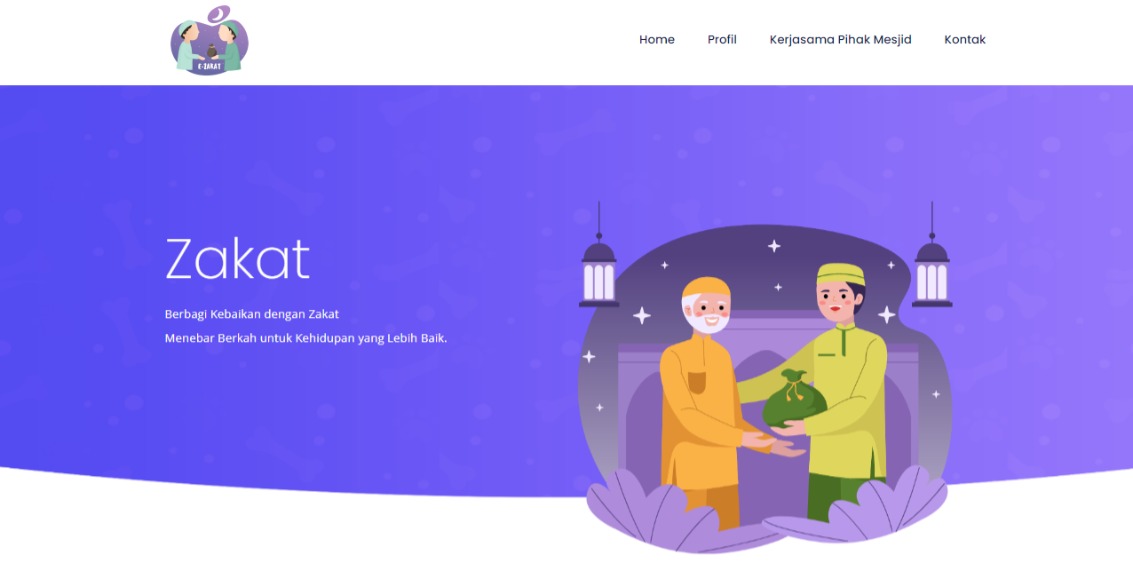 E-ZAKAT
Home Profil Kerjasama Pihak Mesjid Kontak
Zakat
Berbagi Kebaikan dengan Zakat
Menebar Berkah untuk Kehidupan yang Lebih Baik.